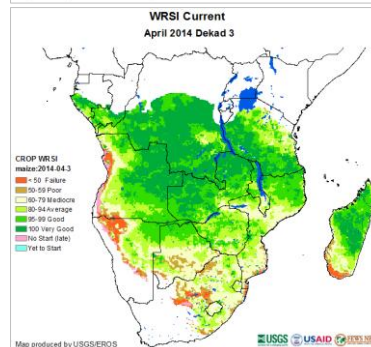 WRSI Current
April 2014 Dekad 3
CROP WRSI
maize:2014-04-3
< 50 Failure
50-59 Poor
60-79 Mediocre
80-94 Average
95-99 Good
100 Very Good
No Start (late)
Yet to Start
Map produced by USGS/EROS
USGS
USAID
FEWS NET